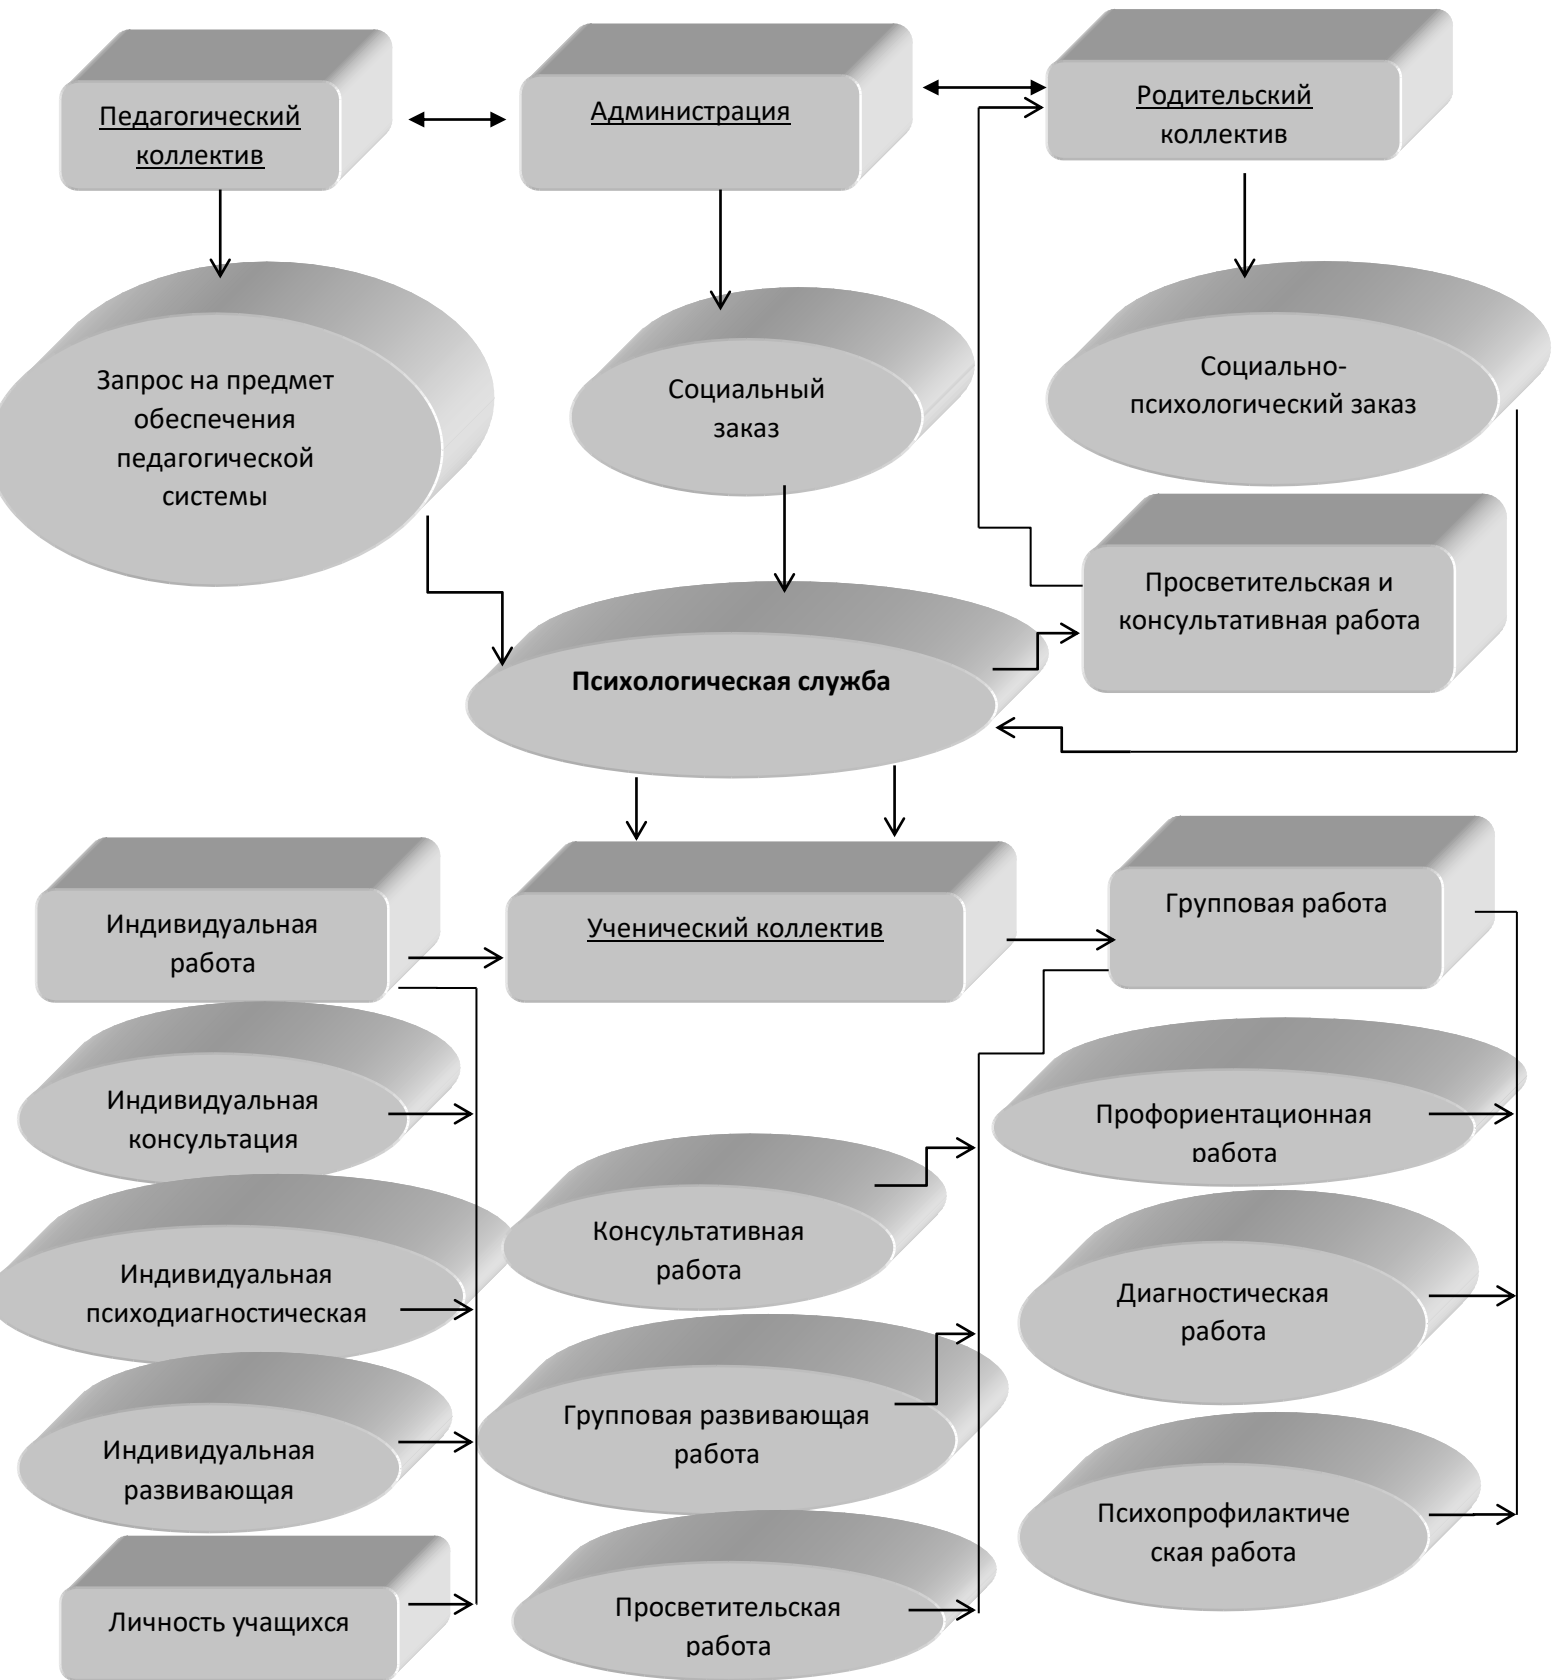 Педагогический
коллектив
Администрация
Родительский
коллектив
Запрос на предмет
обеспечения
педагогической
системы
Социальный
заказ
Социально-
психологический заказ
Просветительская и
консультативная работа
Психологическая служба
Индивидуальная
работа
Ученический коллектив
Групповая работа
Индивидуальная
консультация
Индивидуальная
психодиагностическая
Индивидуальная
развивающая
Личность учащихся
Консультативная
работа
Групповая развивающая
работа
Просветительская
работа
Профориентационная
работа
Диагностическая
работа
Психопрофилактиче
ская работа